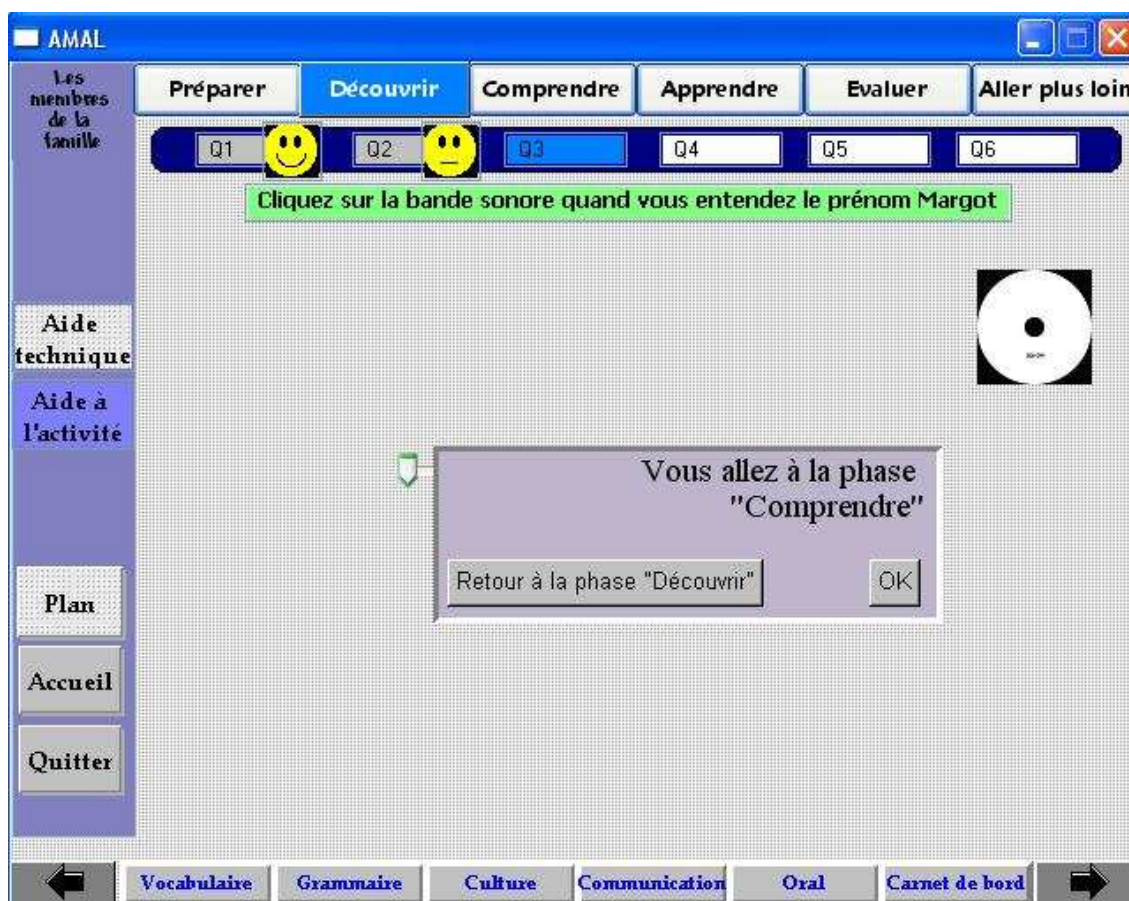 AMAL
Les
membres
de la
famille
Préparer
Découvrir
Comprendre
Apprendre
Evaluer
Aller plus loin
Q1
Q2
Q3
Q4
Q5
Q6
Cliquez sur la bande sonore quand vous entendez le prénom Margot
Aide
technique
Aide à
l'activité
Vous allez à la phase
"Comprendre"
Retour à la phase "Découvrir"
OK
Plan
Accueil
Quitter
Vocabulaire
Grammaire
Culture
Communication
Oral
Carnet de bord